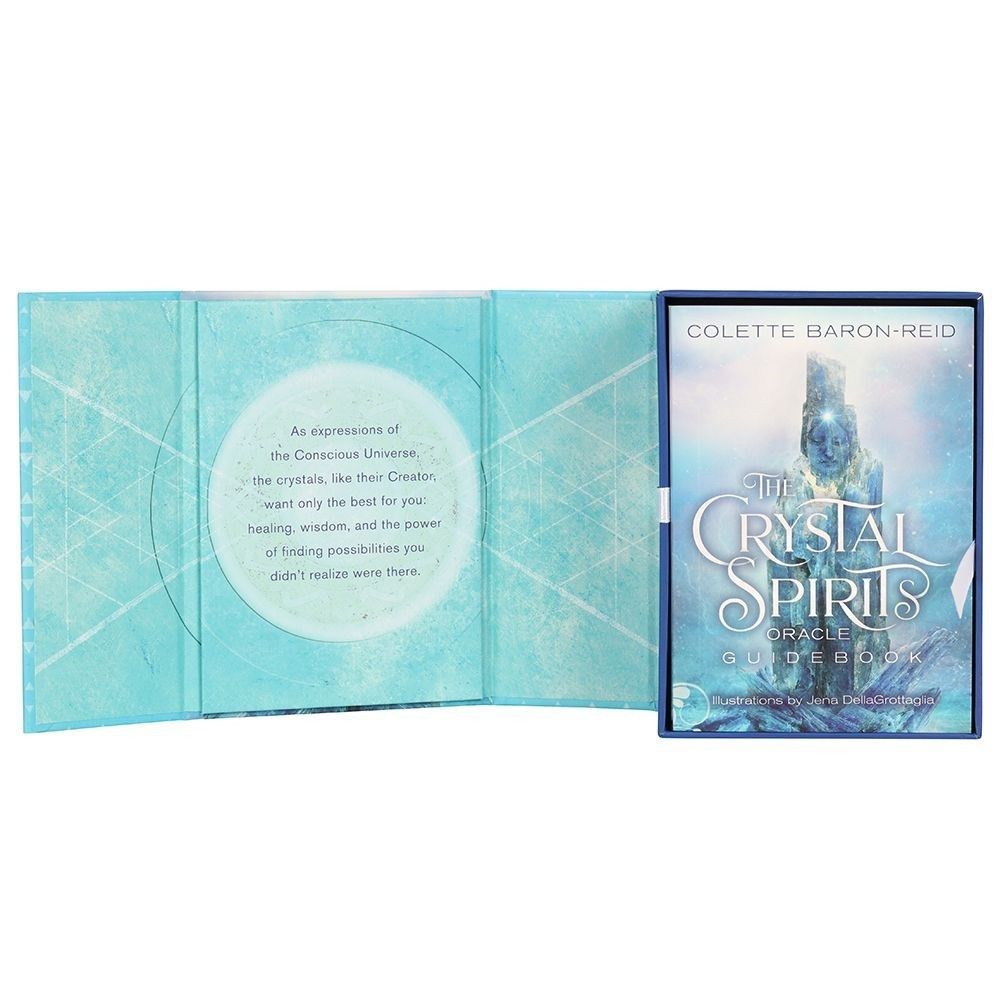 As expressions of
the Conscious Universe,
the crystals, like their Creator,
want only the best for you:
healing, wisdom, and the power
of finding possibilities you
didn't realize were there.
COLETTE BARON-REID
THE
CRYSTAL
SPIRITS
ORACLE
GUIDEBOOK
Illustrations by Jena DellaGrottaglia